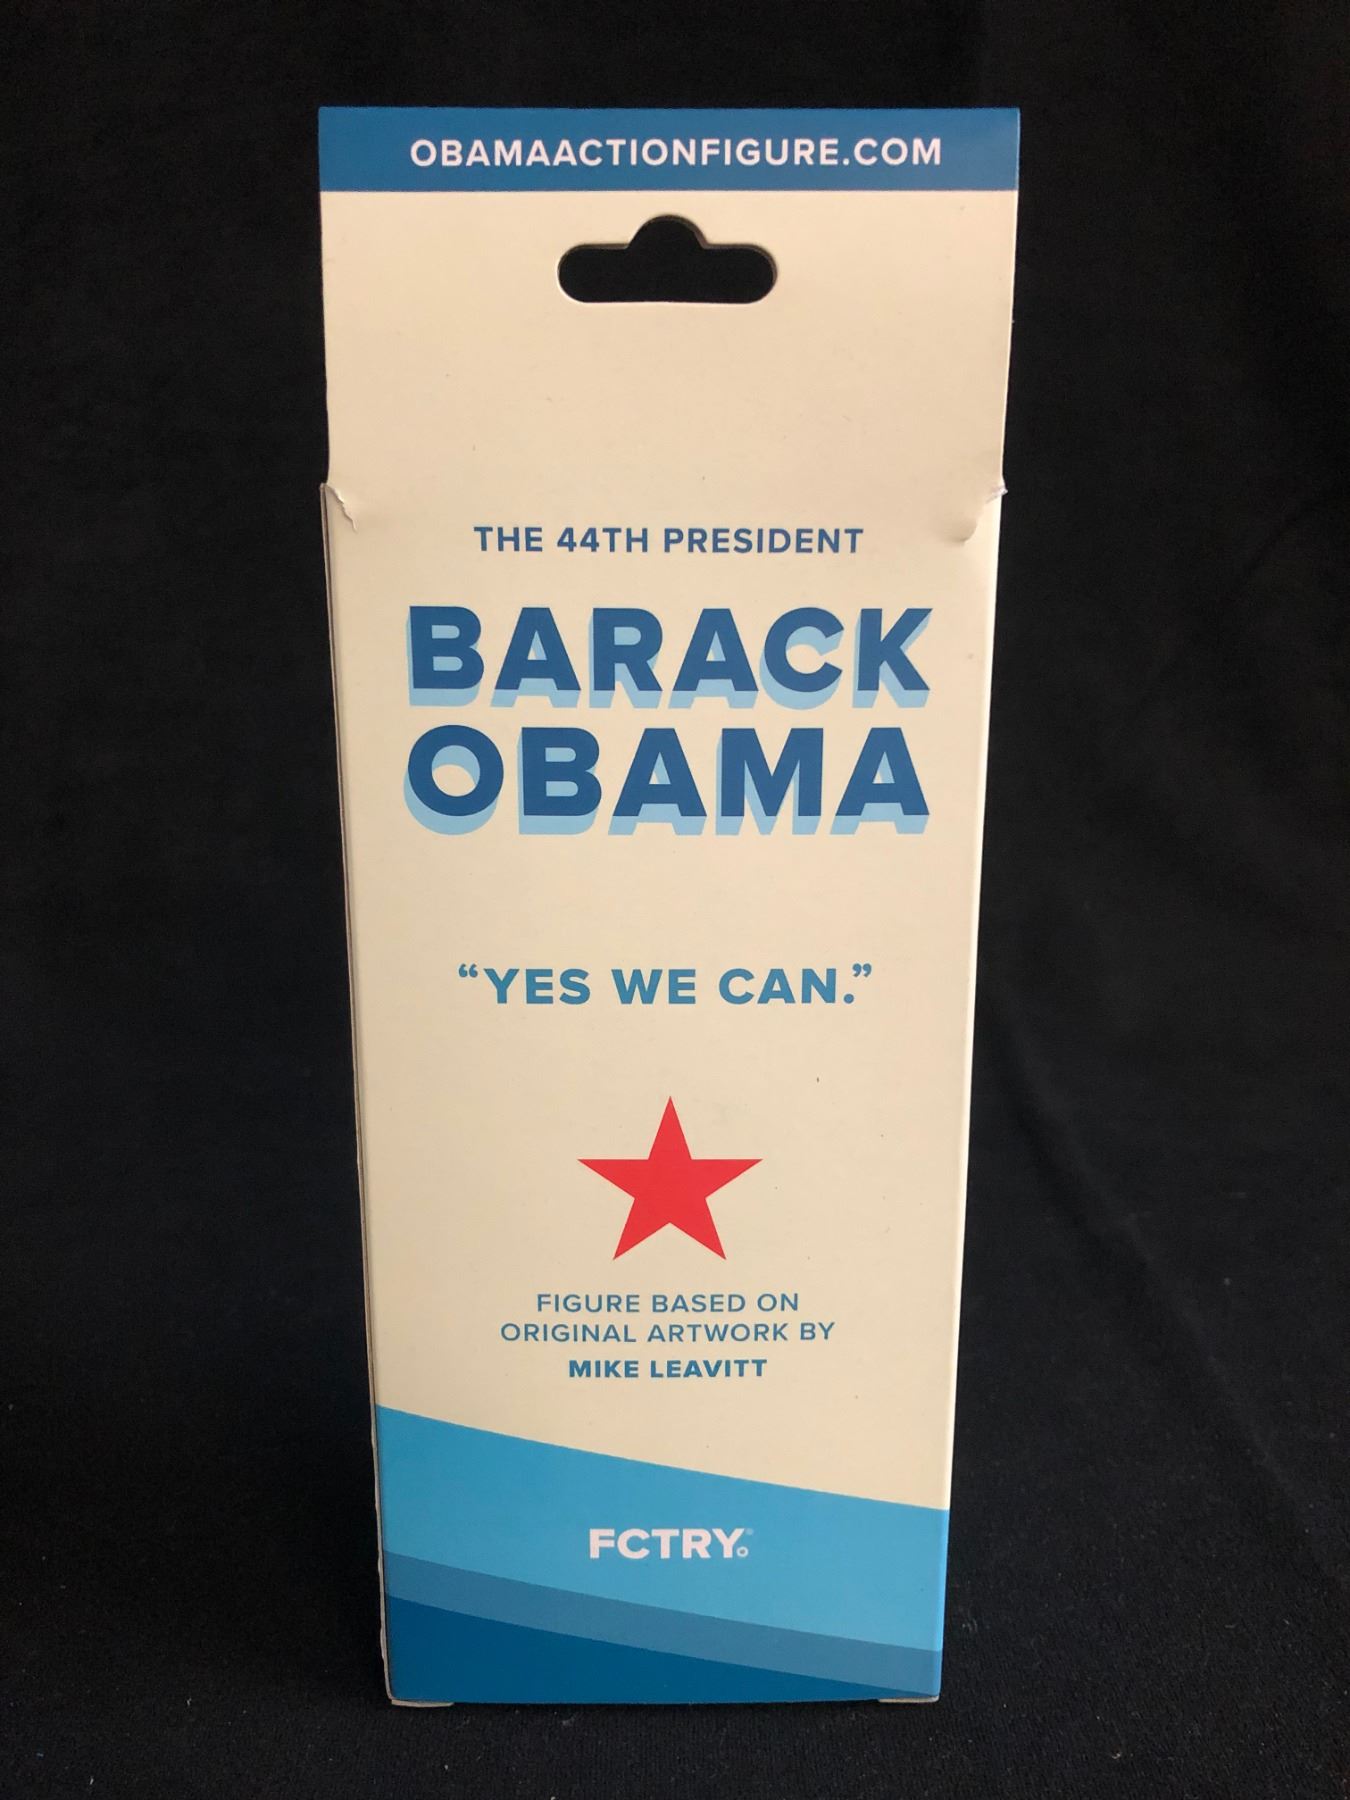 OBAMAACTIONFIGURE.COM
THE 44TH PRESIDENT
BARACK
OBAMA
“YES WE CAN.”
FIGURE BASED ON
ORIGINAL ARTWORK BY
MIKE LEAVITT
FCTRY